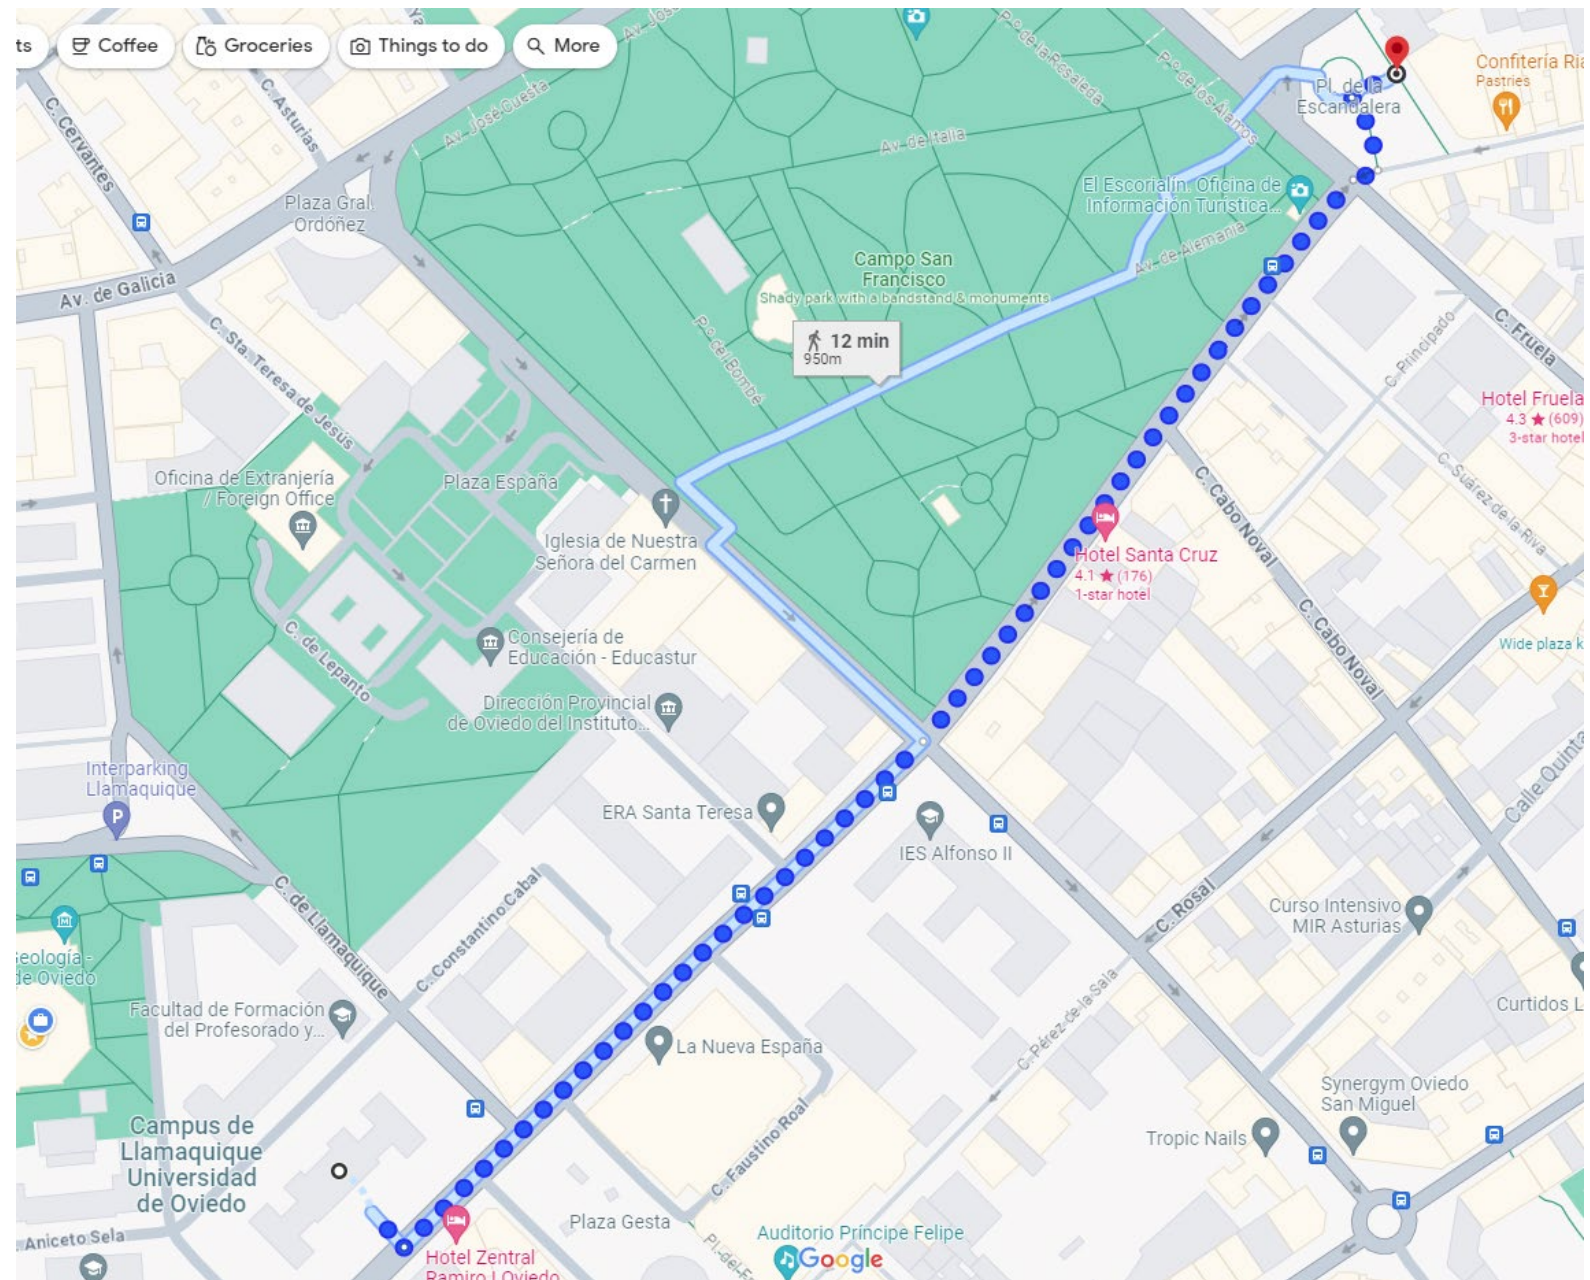 ts
Coffee
Groceries
Things to do
More
Av. José
C. Asturias
C. Cervantes
Av. José Cuesta
P.º de la Rosaleda
P.º de los Álamos
Confitería Ria
Pastries
Pl. de la
Escandalera
Av. de Italia
Plaza Gral.
Ordóñez
El Escorialín. Oficina de
Información Turística...
Av. de Alemania
Campo San
Francisco
Shady park with a bandstand & monuments
Av. de Galicia
C. Sta. Teresa de Jesús
P.º del Bombé
12 min
950m
C. Principado
C. Fruela
Hotel Fruela
4.3 ★ (609)
3-star hotel
Oficina de Extranjería
/ Foreign Office
Plaza España
Iglesia de Nuestra
Señora del Carmen
C. Cabo Noval
C. Suárez de la Riva
Hotel Santa Cruz
4.1 ★ (176)
1-star hotel
C. de Lepanto
Consejería de
Educación - Educastur
C. Cabo Noval
Wide plaza k
Dirección Provincial
de Oviedo del Instituto...
Interparking
Llamaquique
P
ERA Santa Teresa
IES Alfonso II
Calle Quinta
C. de Llamaquique
C. Constantino Cabal
C. Rosal
Curso Intensivo
MIR Asturias
Geología -
de Oviedo
Facultad de Formación
del Profesorado y...
La Nueva España
C. Pérez de la Sala
Curtidos L
Campus de
Llamaquique
Universidad
de Oviedo
C. Faustino Roal
Synergym Oviedo
San Miguel
Tropic Nails
Aniceto Sela
Plaza Gesta
Hotel Zentral
Ramiro I Oviedo
Auditorio Príncipe Felipe
Google